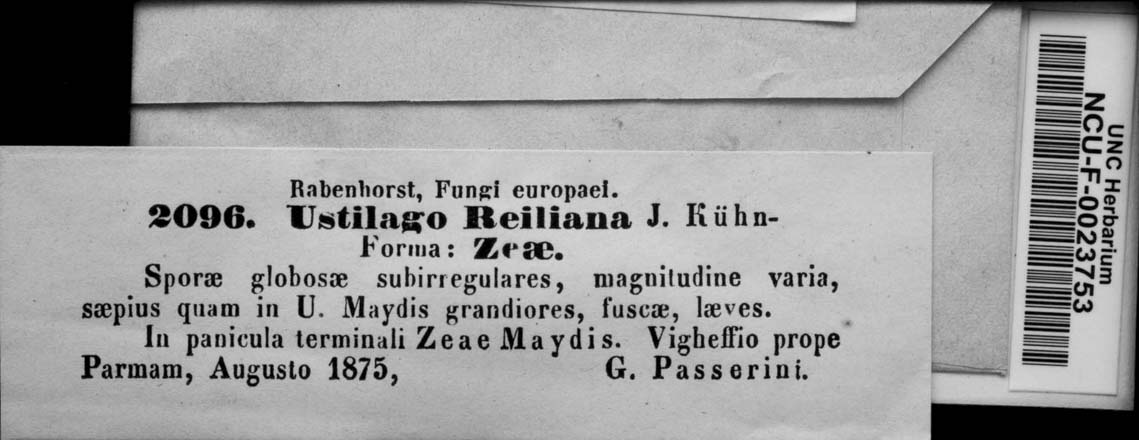 Rabenhorst, Fungi europaei.
2096. Ustilago Reiliana J. Kühn-
Forma: Zeæ.
Sporæ globosæ subirregulares, magnitudine varia,
sæpius quam in U. Maydis grandiores, fuscæ, læves.
In panicula terminali Zeae Maydis. Vigheffio prope
Parmam, Augusto 1875, G. Passerini.
UNC Herbarium
NCU-F-0023753